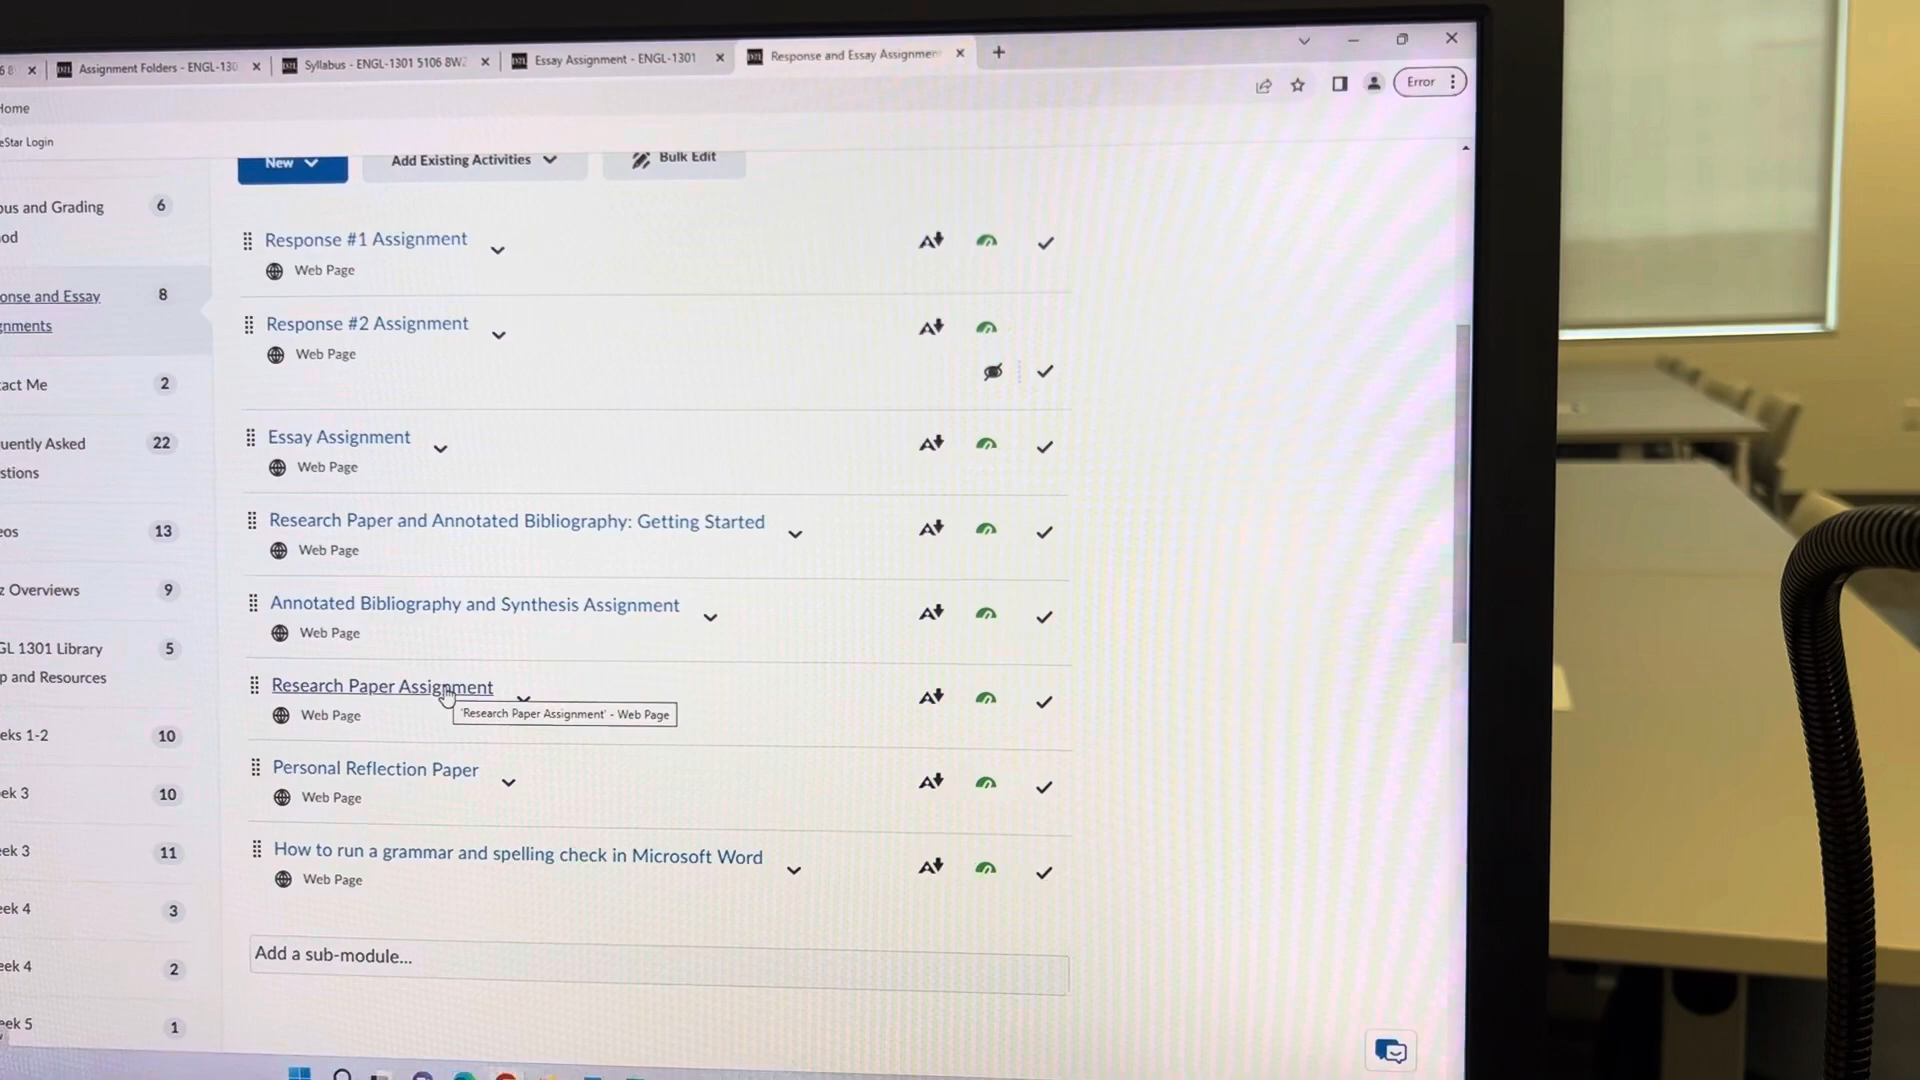 Assignment Folders - ENGL-130
Syllabus - ENGL-1301 5106 8W2
Essay Assignment - ENGL-1301
Response and Essay Assignmen
Error
Home
eStar Login
New
Add Existing Activities
Bulk Edit
ous and Grading
6
od
onse and Essay
8
gnments
tact Me
2
uently Asked
22
stions
eos
13
z Overviews
9
GL 1301 Library
5
p and Resources
eks 1-2
10
ek 3
10
eek 3
11
eek 4
3
eek 4
2
eek 5
1
Response #1 Assignment
Web Page
Response #2 Assignment
Web Page
Essay Assignment
Web Page
Research Paper and Annotated Bibliography: Getting Started
Web Page
Annotated Bibliography and Synthesis Assignment
Web Page
Research Paper Assignment
'Research Paper Assignment' - Web Page
Web Page
Personal Reflection Paper
Web Page
How to run a grammar and spelling check in Microsoft Word
Web Page
Add a sub-module...